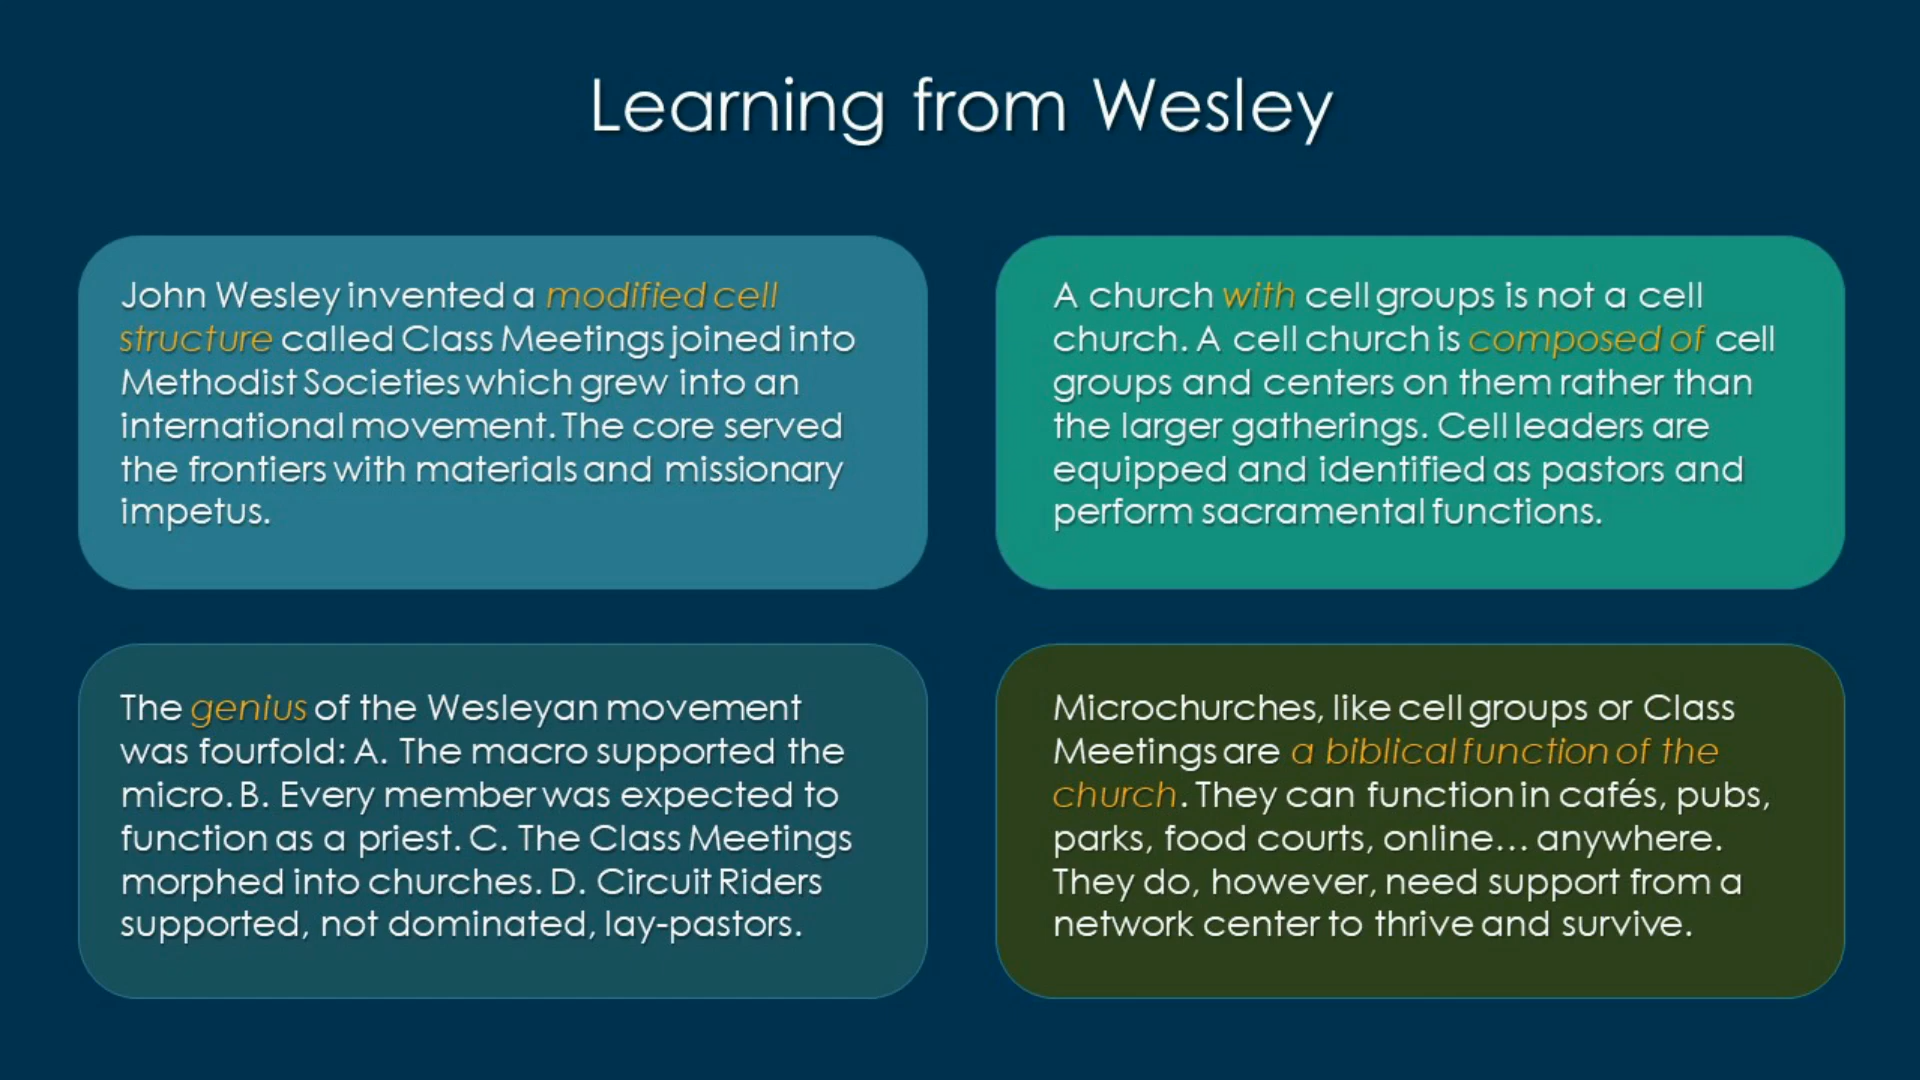 Learning from Wesley
John Wesley invented a modified cell
structure called Class Meetings joined into
Methodist Societies which grew into an
international movement. The core served
the frontiers with materials and missionary
impetus.
A church with cell groups is not a cell
church. A cell church is composed of cell
groups and centers on them rather than
the larger gatherings. Cell leaders are
equipped and identified as pastors and
perform sacramental functions.
The genius of the Wesleyan movement
was fourfold: A. The macro supported the
micro. B. Every member was expected to
function as a priest. C. The Class Meetings
morphed into churches. D. Circuit Riders
supported, not dominated, lay-pastors.
Microchurches, like cell groups or Class
Meetings are a biblical function of the
church. They can function in cafés, pubs,
parks, food courts, online... anywhere.
They do, however, need support from a
network center to thrive and survive.